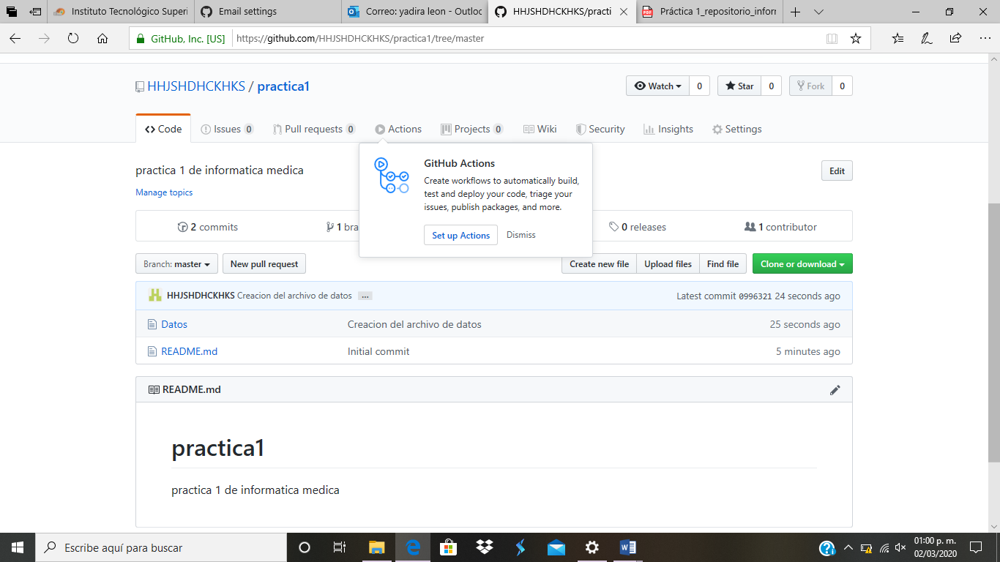 Instituto Tecnológico Superi
Email settings
Correo: yadira leon - Outloo
HHJSHDHCKHKS/practi
Práctica 1_repositorio_inforr
GitHub, Inc. [US]
https://github.com/HHJSHDHCKHKS/practica1/tree/master
HHJSHDHCKHKS / practica1
Watch 0
Star 0
Fork 0
Code
Issues 0
Pull requests 0
Actions
Projects 0
Wiki
Security
Insights
Settings
practica 1 de informatica medica
Edit
Manage topics
GitHub Actions
Create workflows to automatically build,
test and deploy your code, triage your
issues, publish packages, and more.
Set up Actions
Dismiss
2 commits
1 bra
0 releases
1 contributor
Branch: master
New pull request
Create new file
Upload files
Find file
Clone or download
HHJSHDHCKHKS Creacion del archivo de datos ...
Latest commit 0996321 24 seconds ago
Datos
Creacion del archivo de datos
25 seconds ago
README.md
Initial commit
5 minutes ago
README.md
practica1
practica 1 de informatica medica
Escribe aquí para buscar
01:00 p. m.
02/03/2020